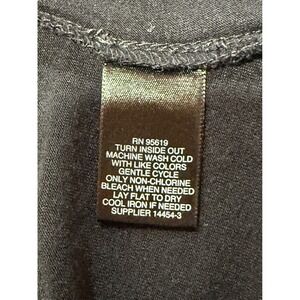 RN 95619
TURN INSIDE OUT
MACHINE WASH COLD
WITH LIKE COLORS
GENTLE CYCLE
ONLY NON-CHLORINE
BLEACH WHEN NEEDED
LAY FLAT TO DRY
COOL IRON IF NEEDED
SUPPLIER 14454-3